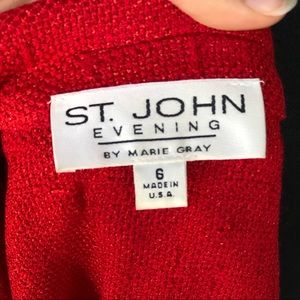 ST. JOHN
EVENING
BY MARIE GRAY
6
MADE IN
U.S.A.